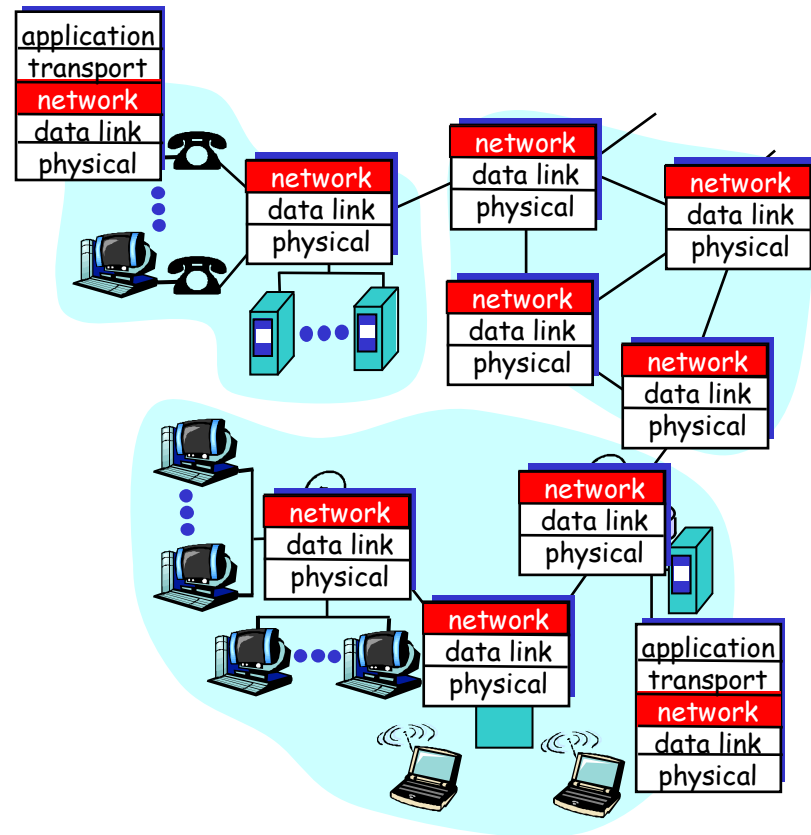 application
transport
network
data link
physical
network
data link
physical
network
data link
physical
network
data link
physical
network
data link
physical
network
data link
physical
network
data link
physical
network
data link
physical
network
data link
physical
application
transport
network
data link
physical